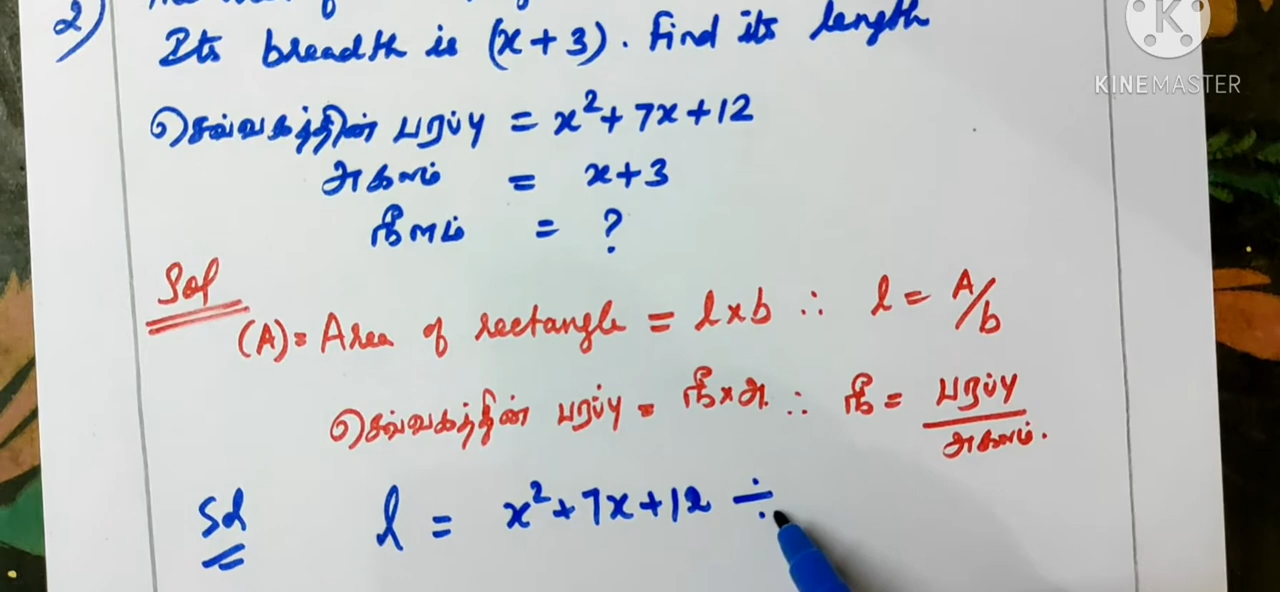 2)
Its breadth is (x+3). Find its length
செவ்வகத்தின் பரப்பு = x²+7x+12
அகலம் = x+3
நீளம் = ?
Sol
(A)= Area of rectangle = l×b ∴ l = A/b
செவ்வகத்தின் பரப்பு = நீ×அ. ∴ நீ = பரப்பு/அகலம்.
Sol l = x²+7x+12 ÷
K
KINEMASTER